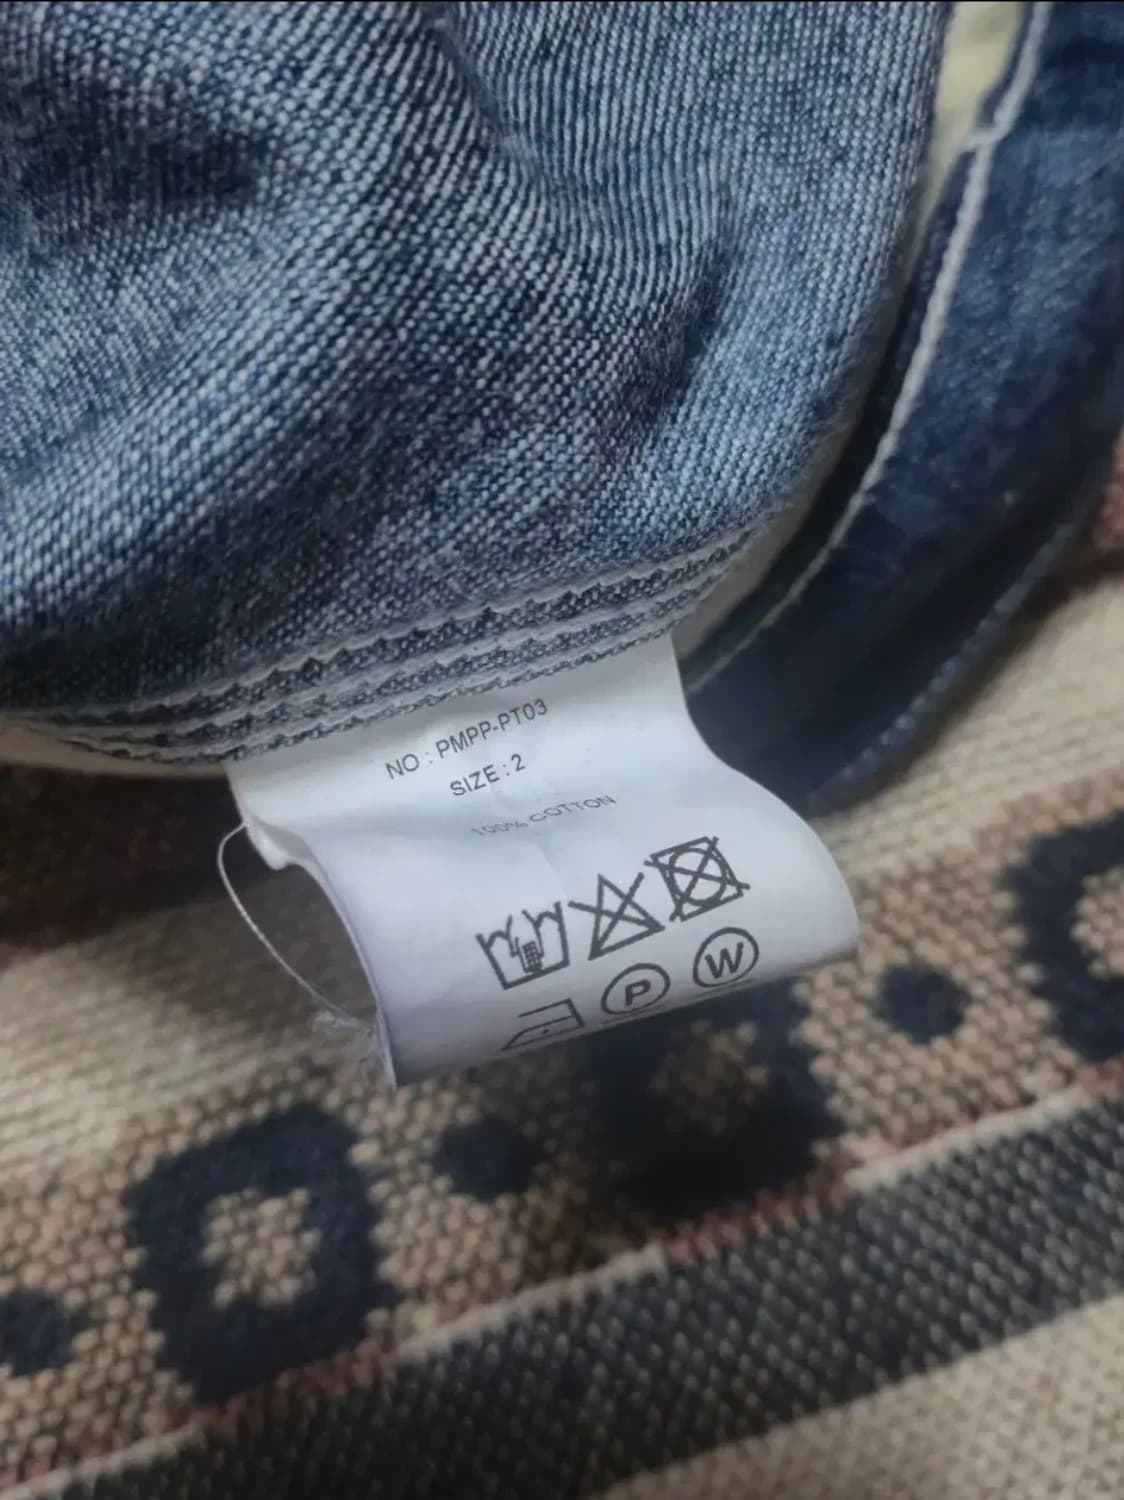 NO : PMPP-PT03
SIZE : 2
100% COTTON
P W